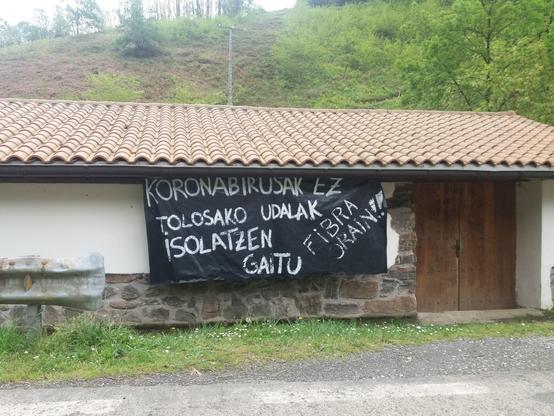 KORONABIRUSAK EZ
TOLOSAKO UDALAK
ISOLATZEN
GAITU
FIBRA
ORAIN!!